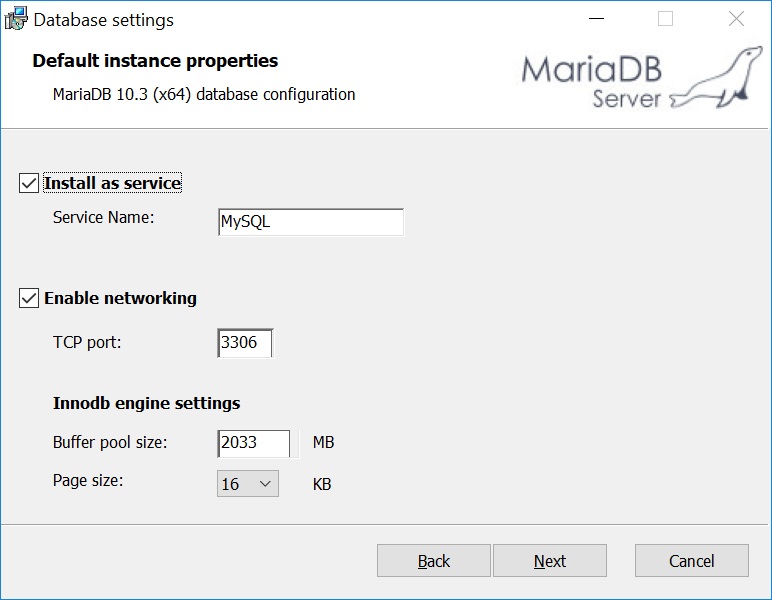 Database settings
Default instance properties
MariaDB 10.3 (x64) database configuration
MariaDB
Server
Install as service
Service Name: MySQL
Enable networking
TCP port: 3306
Innodb engine settings
Buffer pool size: 2033 MB
Page size: 16 KB
Back Next Cancel